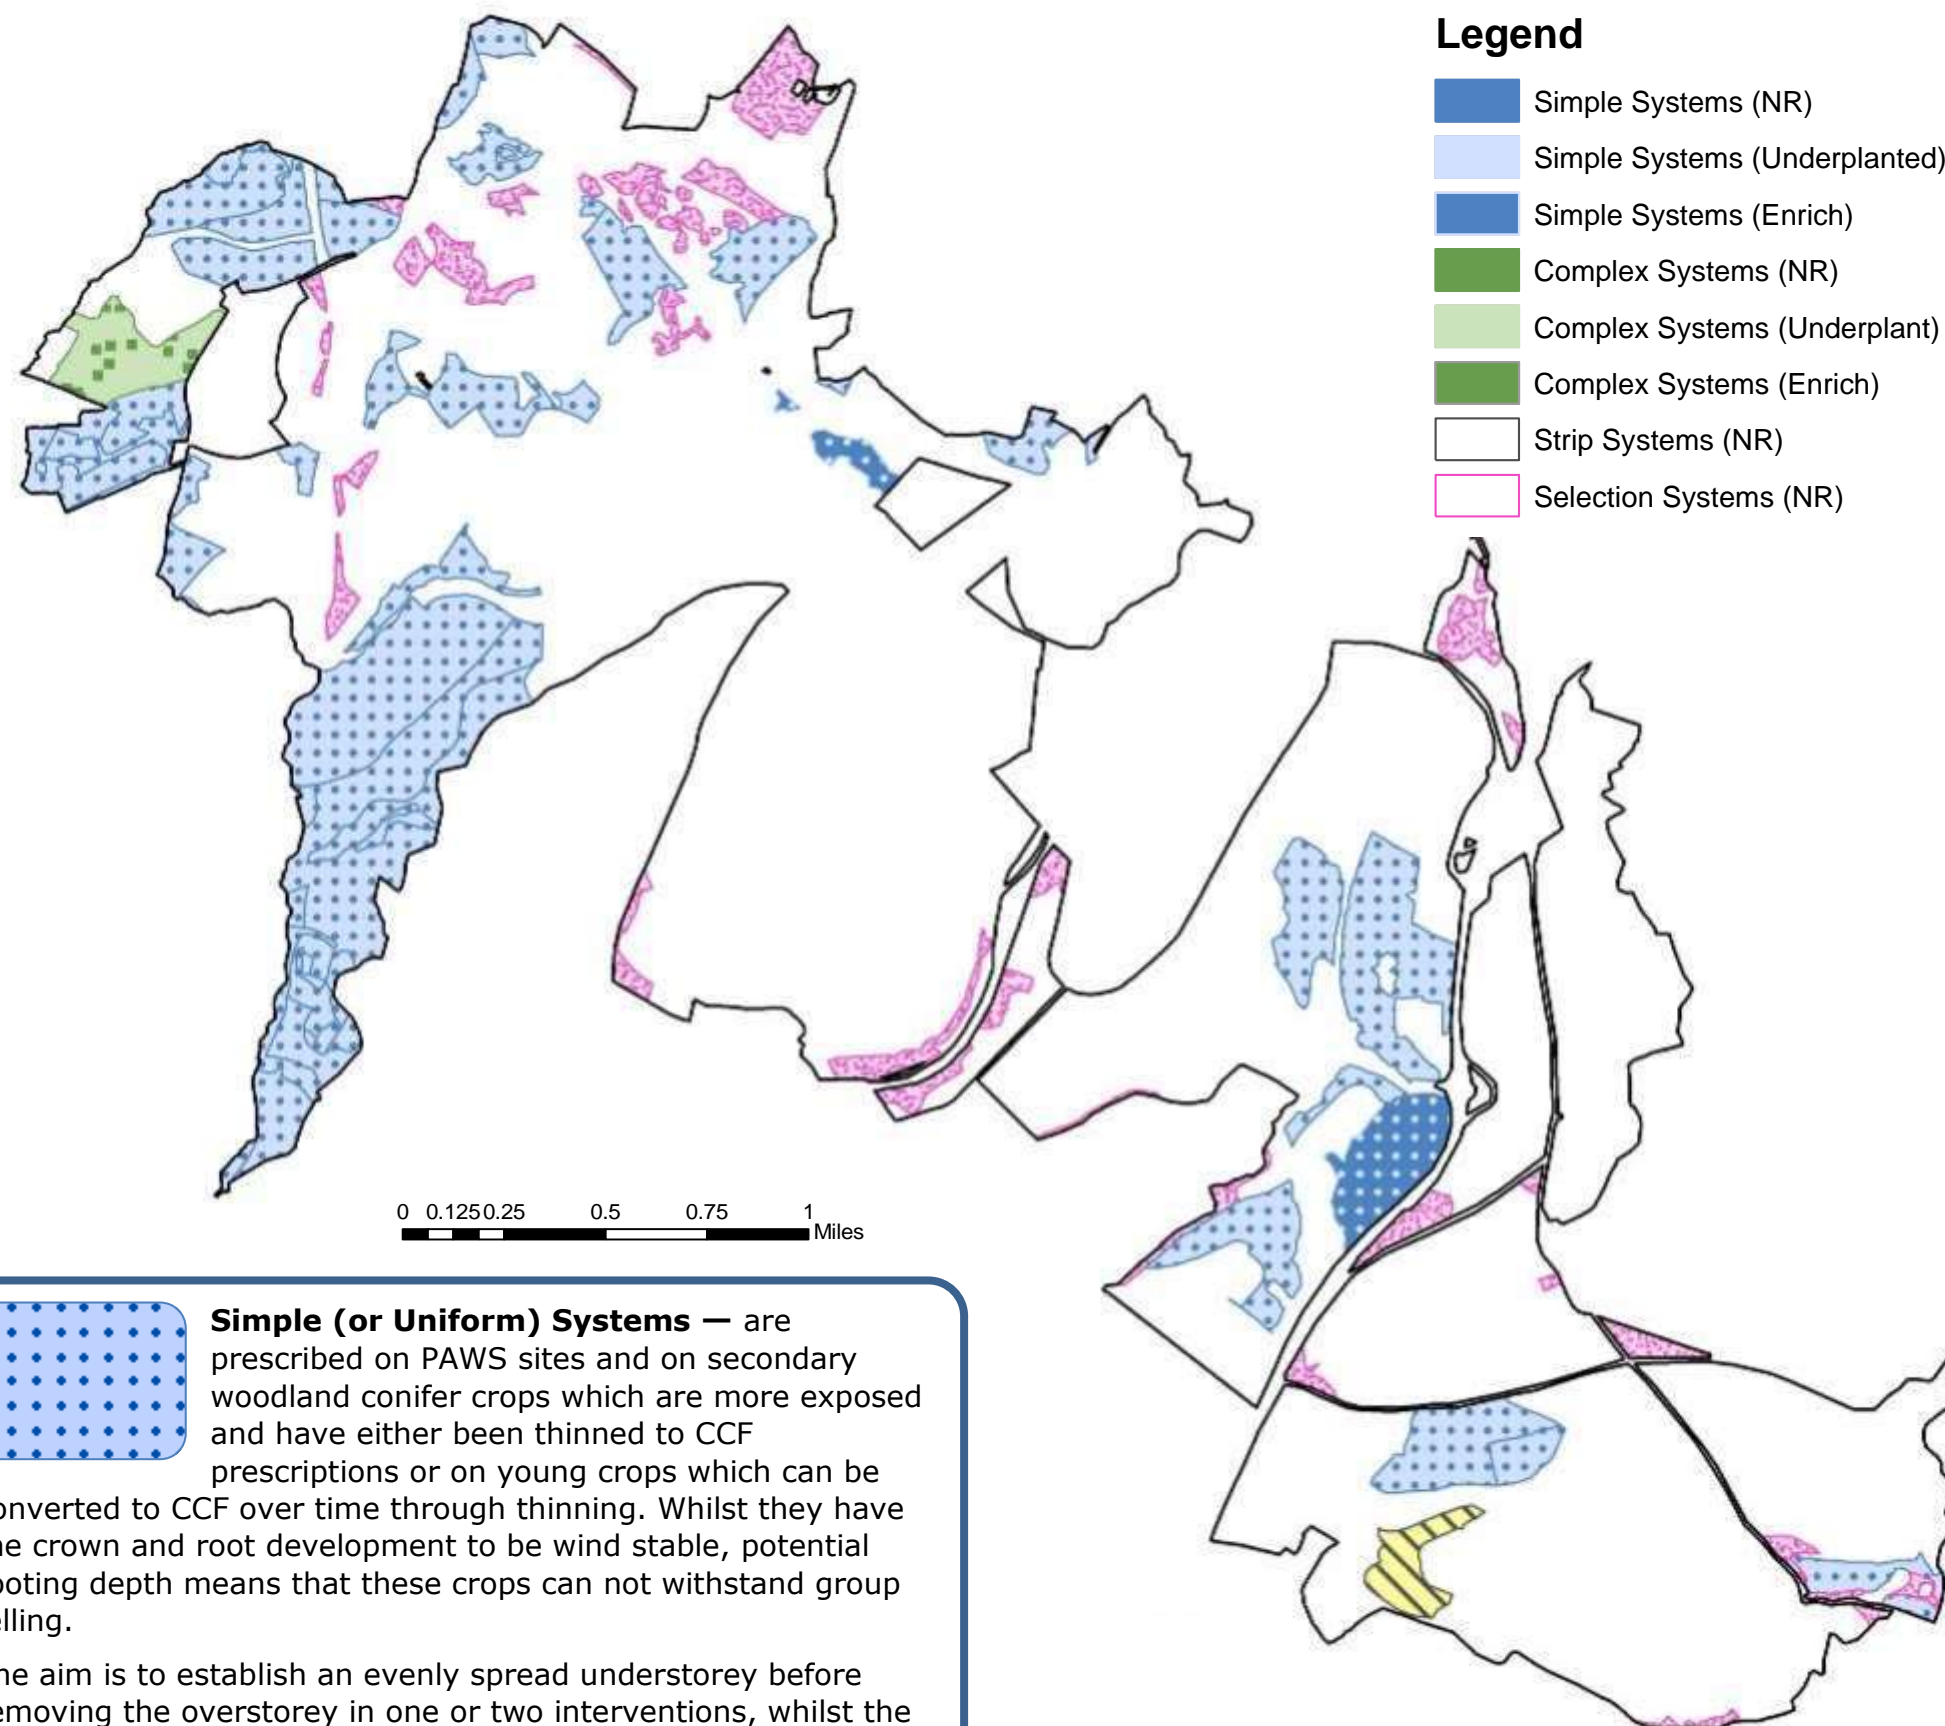 Legend
Simple Systems (NR)
Simple Systems (Underplanted)
Simple Systems (Enrich)
Complex Systems (NR)
Complex Systems (Underplant)
Complex Systems (Enrich)
Strip Systems (NR)
Selection Systems (NR)
0 0.125 0.25 0.5 0.75 1
Miles
Simple (or Uniform) Systems — are
prescribed on PAWS sites and on secondary
woodland conifer crops which are more exposed
and have either been thinned to CCF
prescriptions or on young crops which can be
onverted to CCF over time through thinning. Whilst they have
e crown and root development to be wind stable, potential
ooting depth means that these crops can not withstand group
elling.
he aim is to establish an evenly spread understorey before
emoving the overstorey in one or two interventions, whilst the